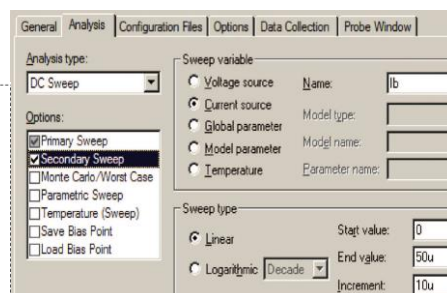 General Analysis Configuration Files Options Data Collection Probe Window
Analysis type:
DC Sweep
Options:
Primary Sweep
Secondary Sweep
Monte Carlo/Worst Case
Parametric Sweep
Temperature (Sweep)
Save Bias Point
Load Bias Point
Sweep variable
Voltage source
Current source
Global parameter
Model parameter
Temperature
Name: Ib
Model type:
Model name:
Parameter name:
Sweep type
Linear
Logarithmic Decade
Start value: 0
End value: 50u
Increment: 10u